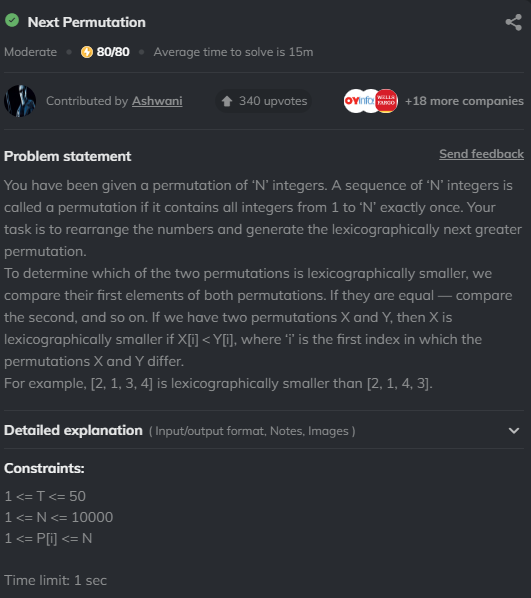 Next Permutation
Moderate • 80/80 • Average time to solve is 15m
Contributed by Ashwani 340 upvotes OYO info WELLS FARGO +18 more companies
Problem statement Send feedback
You have been given a permutation of ‘N’ integers. A sequence of ‘N’ integers is
called a permutation if it contains all integers from 1 to ‘N’ exactly once. Your
task is to rearrange the numbers and generate the lexicographically next greater
permutation.
To determine which of the two permutations is lexicographically smaller, we
compare their first elements of both permutations. If they are equal — compare
the second, and so on. If we have two permutations X and Y, then X is
lexicographically smaller if X[i] < Y[i], where ‘i’ is the first index in which the
permutations X and Y differ.
For example, [2, 1, 3, 4] is lexicographically smaller than [2, 1, 4, 3].
Detailed explanation ( Input/output format, Notes, Images )
Constraints:
1 <= T <= 50
1 <= N <= 10000
1 <= P[i] <= N
Time limit: 1 sec